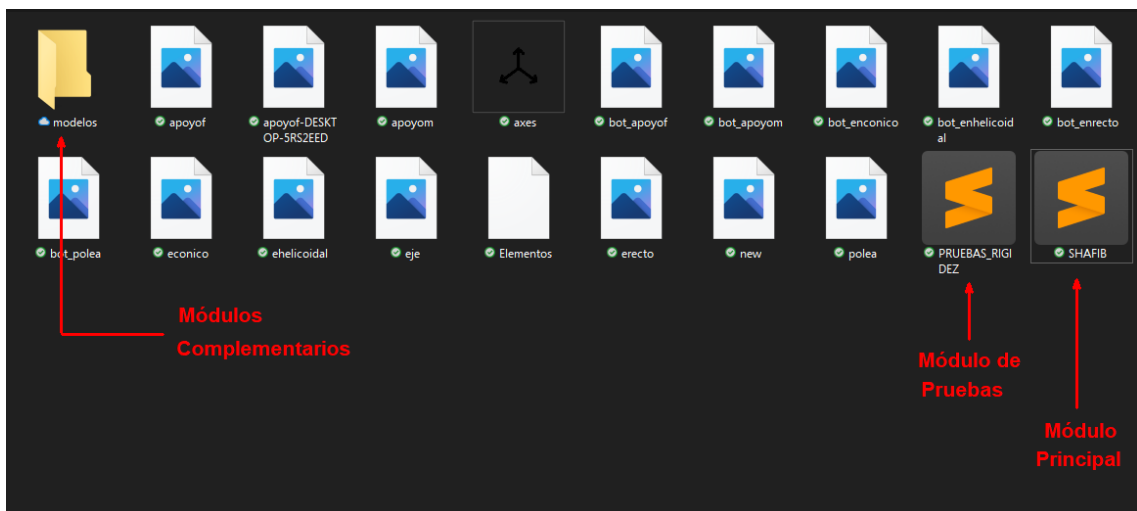 modelos
apoyof
apoyof-DESKT
OP-5RS2EED
apoyom
axes
bot_apoyof
bot_apoyom
bot_enconico
bot_enhelicoid
al
bot_enrecto
bot_polea
econico
ehelicoidal
eje
Elementos
erecto
new
polea
PRUEBAS_RIGI
DEZ
SHAFIB
Módulos
Complementarios
Módulo de
Pruebas
Módulo
Principal